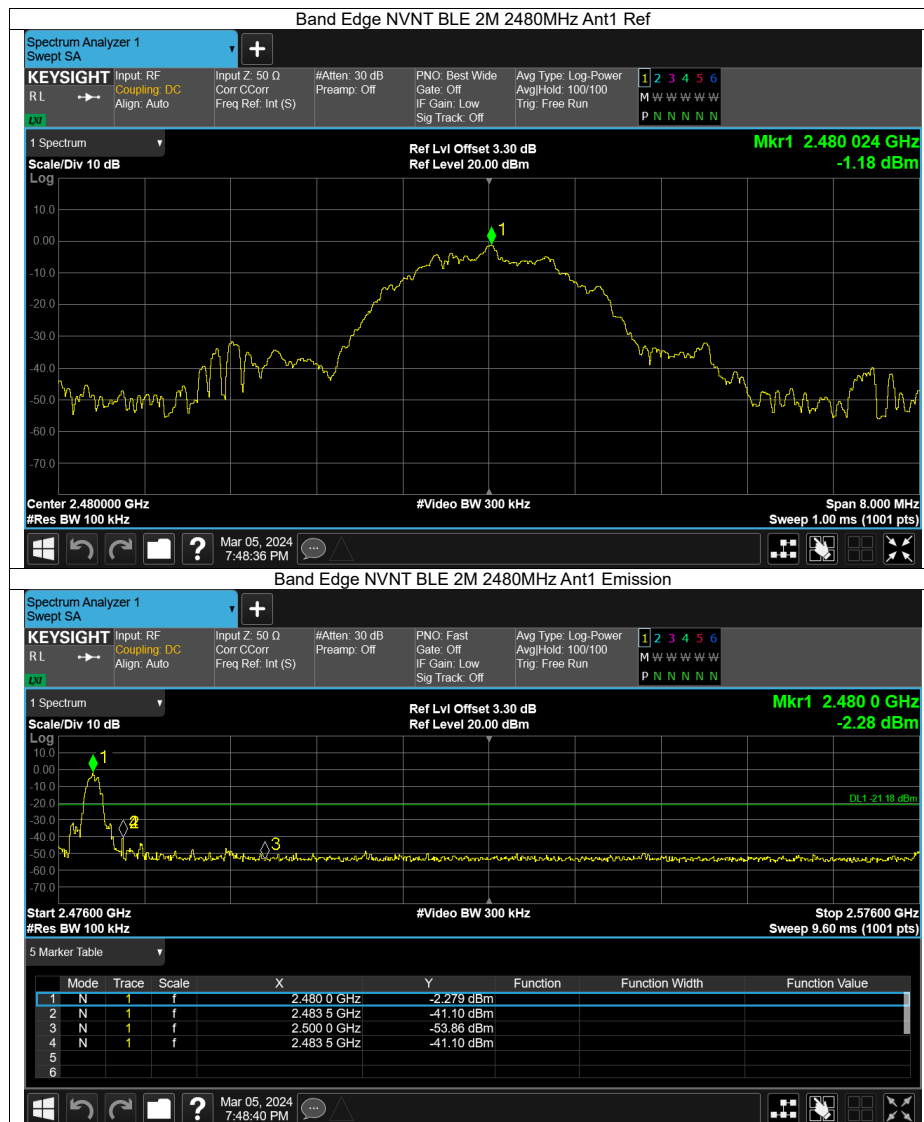 Band Edge NVNT BLE 2M 2480MHz Ant1 Ref
Spectrum Analyzer 1
Swept SA
+
KEYSIGHT
R L
LXI
Input: RF
Coupling: DC
Align: Auto
Input Z: 50 Ω
Corr CCorr
Freq Ref: Int (S)
#Atten: 30 dB
Preamp: Off
PNO: Best Wide
Gate: Off
IF Gain: Low
Sig Track: Off
Avg Type: Log-Power
Avg|Hold: 100/100
Trig: Free Run
1 2 3 4 5 6
M W W W W W
P N N N N N
1 Spectrum
Scale/Div 10 dB
Ref Lvl Offset 3.30 dB
Ref Level 20.00 dBm
Mkr1 2.480 024 GHz
-1.18 dBm
Log
10.0
0.00
-10.0
-20.0
-30.0
-40.0
-50.0
-60.0
-70.0
1
Center 2.480000 GHz
#Res BW 100 kHz
#Video BW 300 kHz
Span 8.000 MHz
Sweep 1.00 ms (1001 pts)
?
Mar 05, 2024
7:48:36 PM
Band Edge NVNT BLE 2M 2480MHz Ant1 Emission
Spectrum Analyzer 1
Swept SA
+
KEYSIGHT
R L
LXI
Input: RF
Coupling: DC
Align: Auto
Input Z: 50 Ω
Corr CCorr
Freq Ref: Int (S)
#Atten: 30 dB
Preamp: Off
PNO: Fast
Gate: Off
IF Gain: Low
Sig Track: Off
Avg Type: Log-Power
Avg|Hold: 100/100
Trig: Free Run
1 2 3 4 5 6
M W W W W W
P N N N N N
1 Spectrum
Scale/Div 10 dB
Ref Lvl Offset 3.30 dB
Ref Level 20.00 dBm
Mkr1 2.480 0 GHz
-2.28 dBm
Log
10.0
0.00
-10.0
-20.0
-30.0
-40.0
-50.0
-60.0
-70.0
1
3
DL1 -21.18 dBm
Start 2.47600 GHz
#Res BW 100 kHz
#Video BW 300 kHz
Stop 2.57600 GHz
Sweep 9.60 ms (1001 pts)
5 Marker Table
Mode Trace Scale X Y Function Function Width Function Value
1 N 1 f 2.480 0 GHz -2.279 dBm
2 N 1 f 2.483 5 GHz -41.10 dBm
3 N 1 f 2.500 0 GHz -53.86 dBm
4 N 1 f 2.483 5 GHz -41.10 dBm
5
6
?
Mar 05, 2024
7:48:40 PM